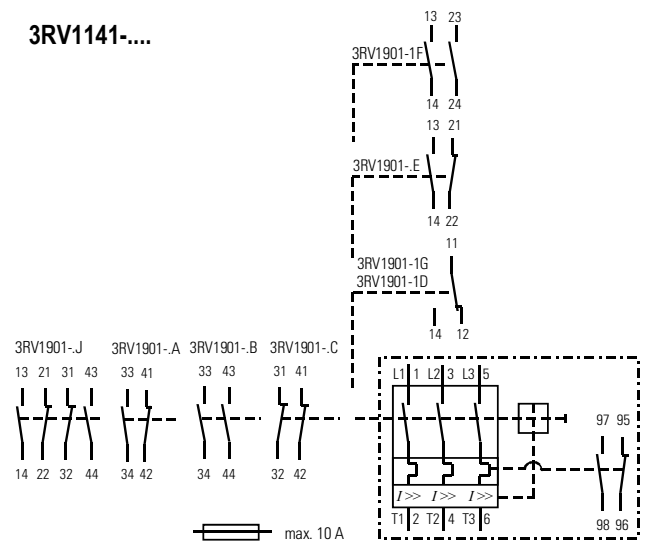 3RV1141-....
13 23
3RV1901-1F
14 24
13 21
3RV1901-.E
14 22
11
3RV1901-1G
3RV1901-1D
14 12
3RV1901-.J 3RV1901-.A 3RV1901-.B 3RV1901-.C
13 21 31 43 33 41 33 43 31 41
L1 1 L2 3 L3 5
97 95
14 22 32 44 34 42 34 44 32 42
I>> I>> I>>
T1 2 T2 4 T3 6
98 96
max. 10 A